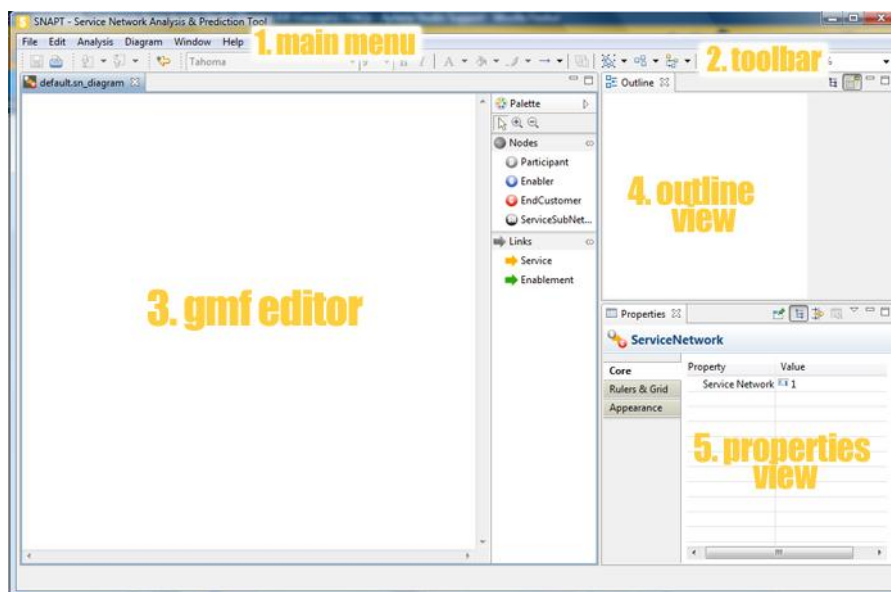 SNAPT - Service Network Analysis & Prediction Tool
File Edit Analysis Diagram Window Help
1. main menu
Tahoma
9 B I A
2. toolbar
default.sn_diagram
Palette
Nodes
Participant
Enabler
EndCustomer
ServiceSubNet...
Links
Service
Enablement
3. gmf editor
Outline
4. outline
view
Properties
ServiceNetwork
Core
Rulers & Grid
Appearance
Property Value
Service Network 1
5. properties
view